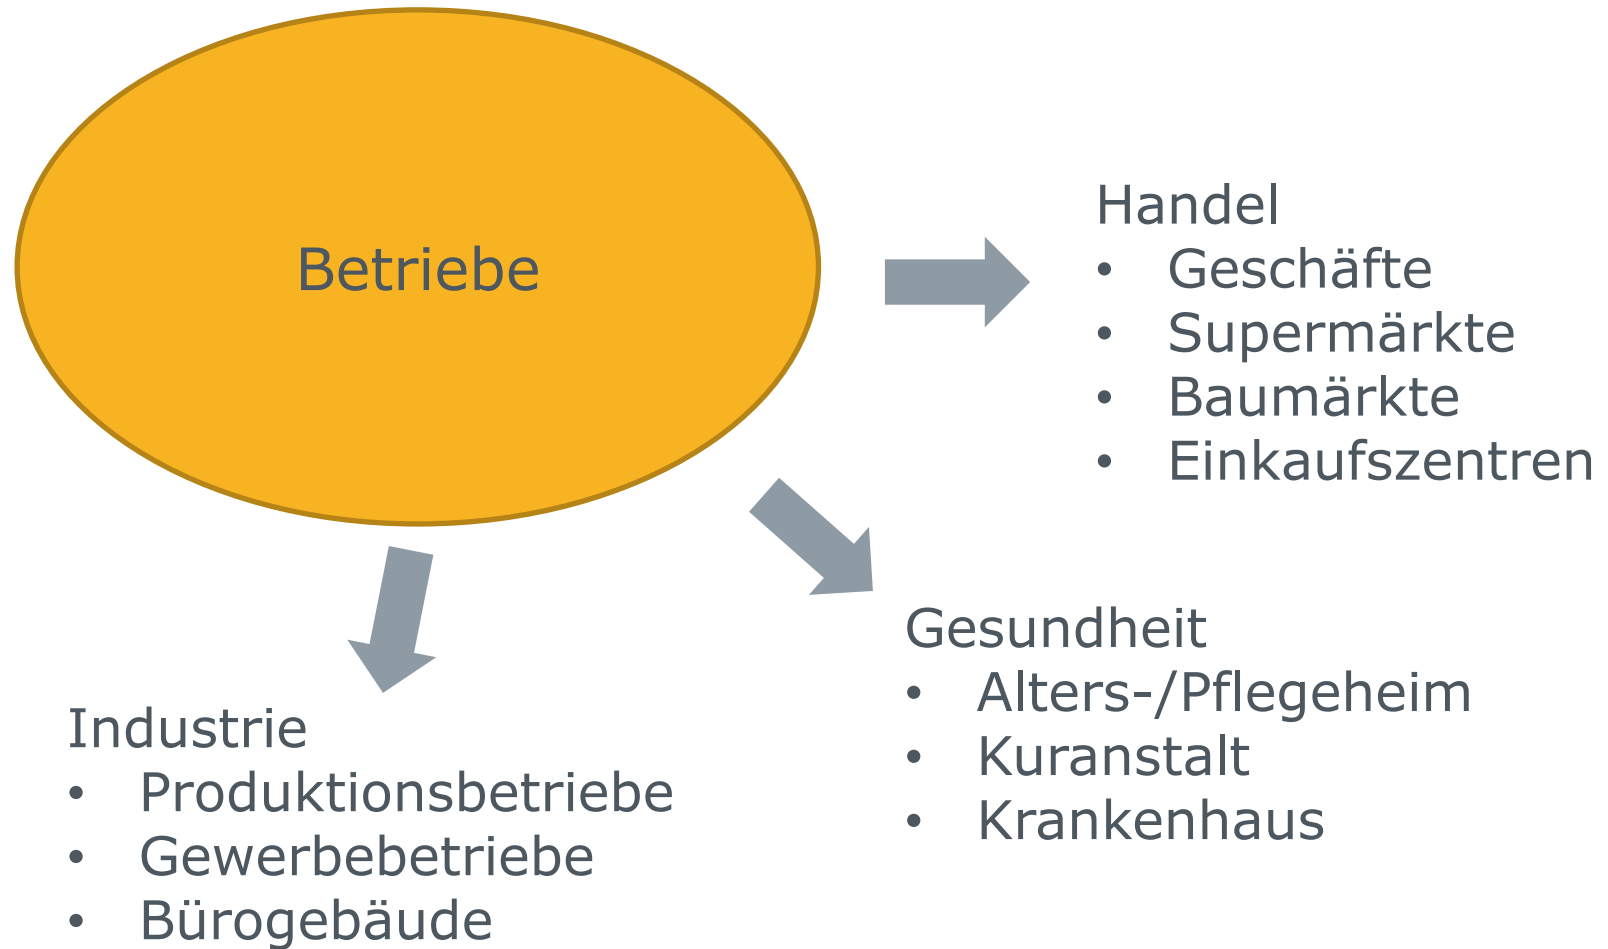 Betriebe
Handel
• Geschäfte
• Supermärkte
• Baumärkte
• Einkaufszentren
Gesundheit
• Alters-/Pflegeheim
• Kuranstalt
• Krankenhaus
Industrie
• Produktionsbetriebe
• Gewerbebetriebe
• Bürogebäude